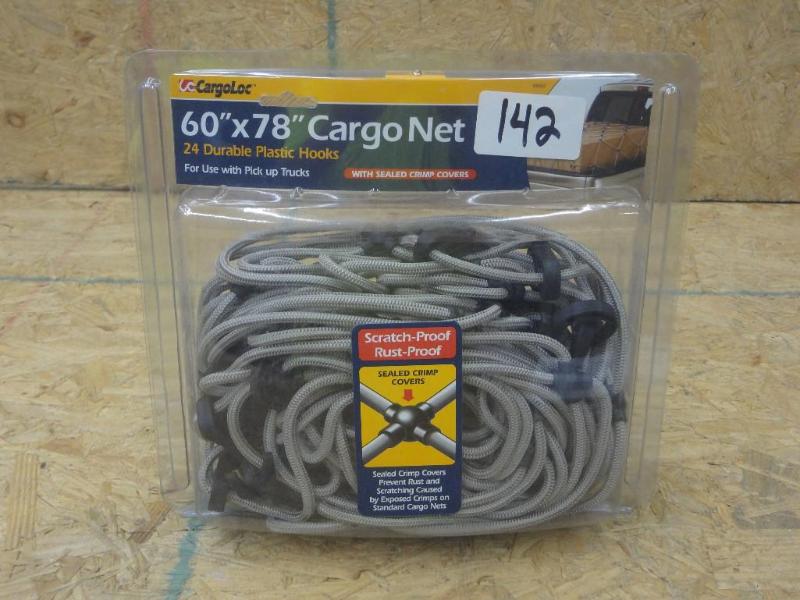 CargoLoc
60"x78" Cargo Net
24 Durable Plastic Hooks
For Use with Pick up Trucks
WITH SEALED CRIMP COVERS
142
Scratch-Proof
Rust-Proof
SEALED CRIMP
COVERS
Sealed Crimp Covers
Prevent Rust and
Scratching Caused
by Exposed Crimps on
Standard Cargo Nets